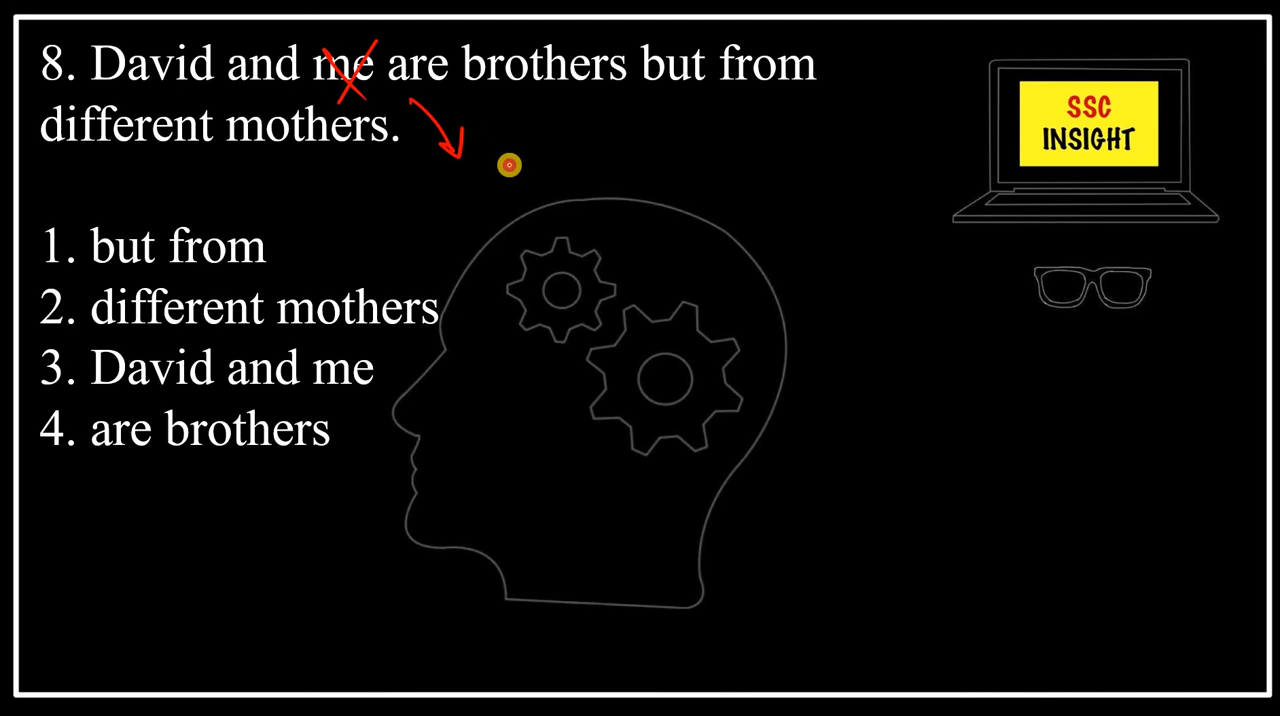 8. David and me are brothers but from
different mothers.
1. but from
2. different mothers
3. David and me
4. are brothers
SSC
INSIGHT